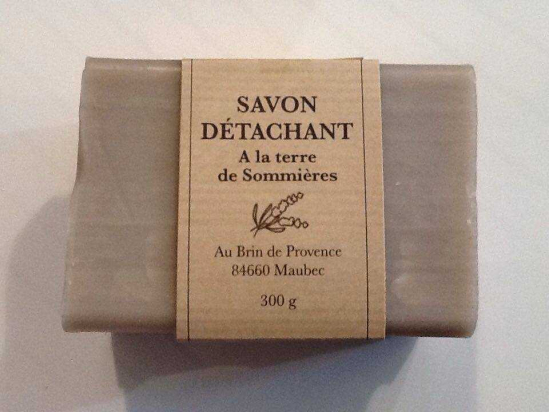 SAVON
DÉTACHANT
A la terre
de Sommières
Au Brin de Provence
84660 Maubec
300 g